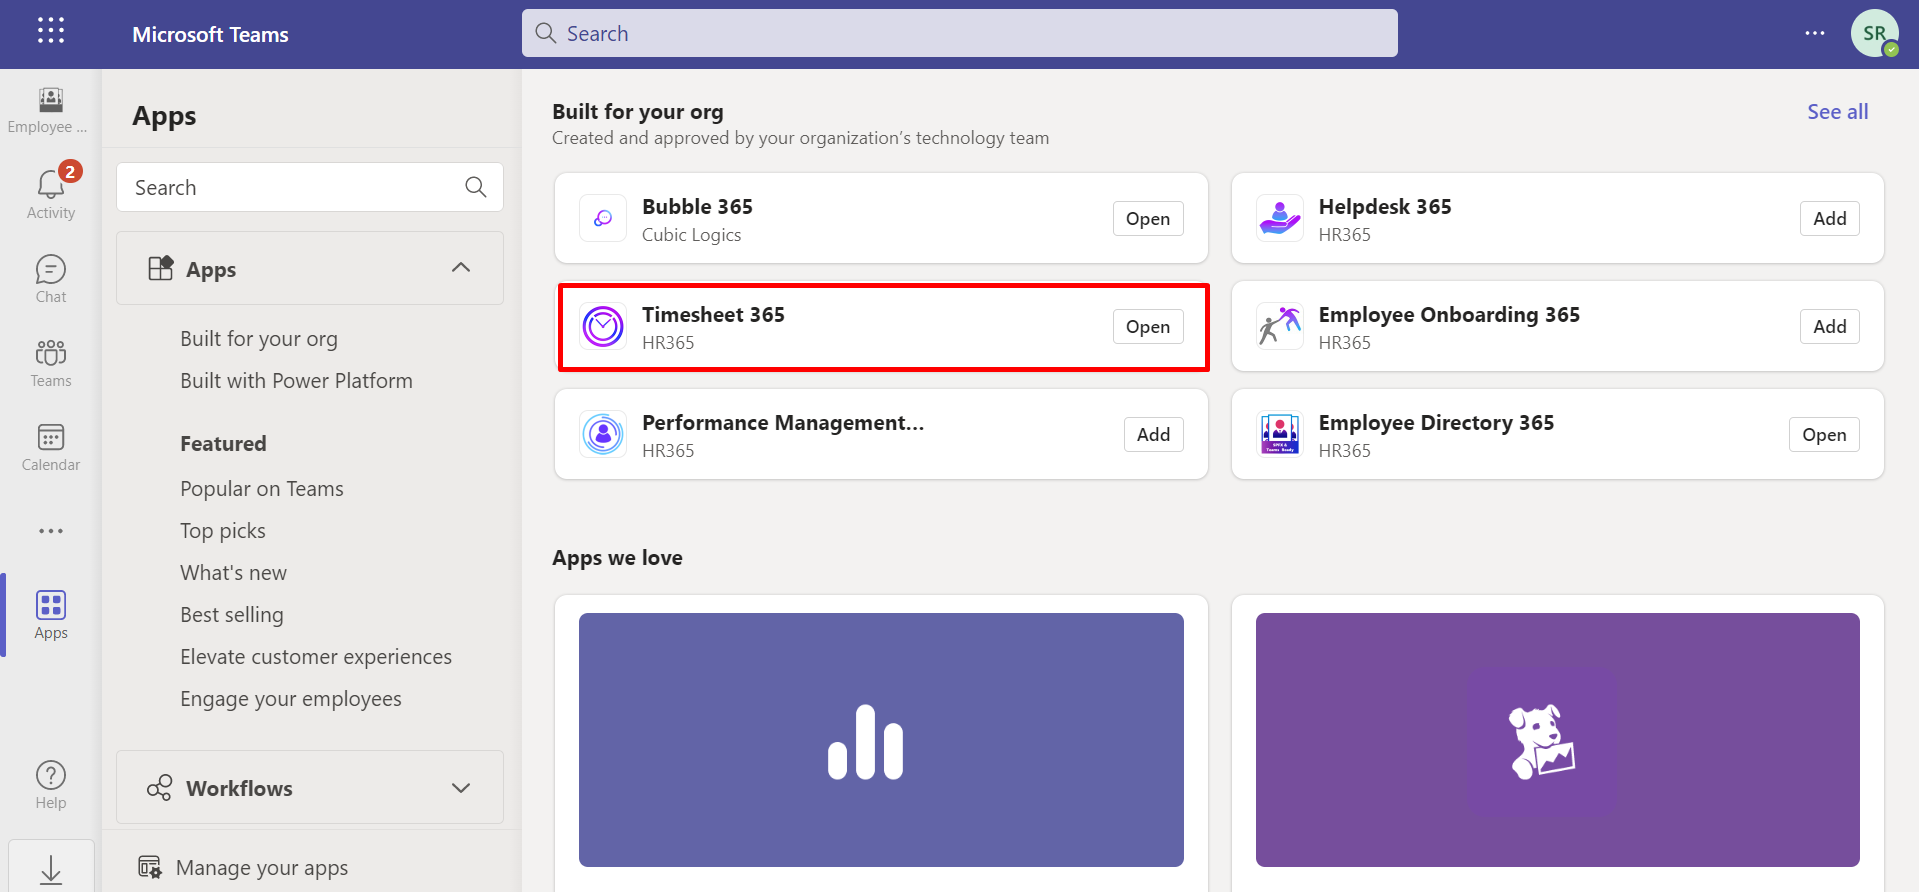 Microsoft Teams
Search
SR
Employee ...
2
Activity
Chat
Teams
Calendar
Apps
Help
Apps
Search
Apps
Built for your org
Built with Power Platform
Featured
Popular on Teams
Top picks
What's new
Best selling
Elevate customer experiences
Engage your employees
Workflows
Manage your apps
Built for your org
See all
Created and approved by your organization's technology team
Bubble 365
Cubic Logics
Open
Helpdesk 365
HR365
Add
Timesheet 365
HR365
Open
Employee Onboarding 365
HR365
Add
Performance Management...
HR365
Add
Employee Directory 365
HR365
Open
Apps we love